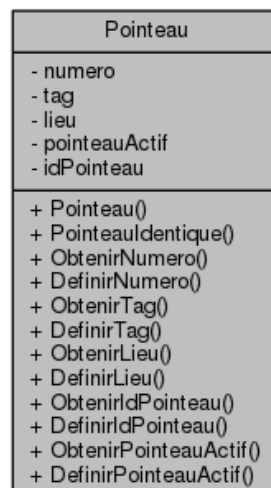 Pointeau
- numero
- tag
- lieu
- pointeauActif
- idPointeau
+ Pointeau()
+ PointeauIdentique()
+ ObtenirNumero()
+ DefinirNumero()
+ ObtenirTag()
+ DefinirTag()
+ ObtenirLieu()
+ DefinirLieu()
+ ObtenirIdPointeau()
+ DefinirIdPointeau()
+ ObtenirPointeauActif()
+ DefinirPointeauActif()